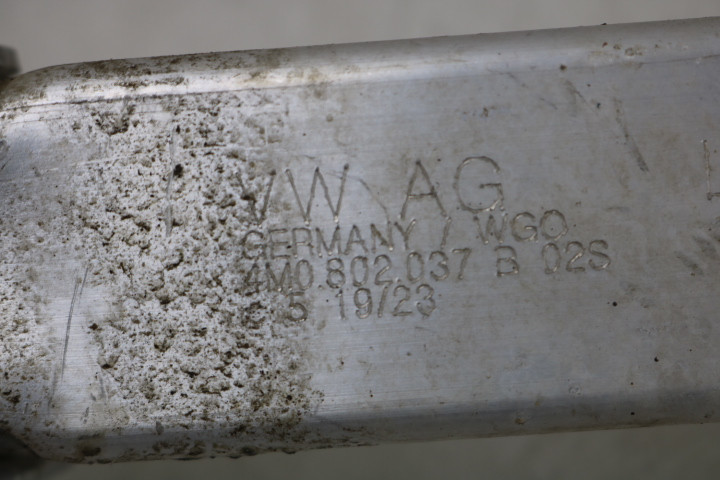 VW AG
GERMANY / WGO
4M0.802.037 B 02S
5 19/23